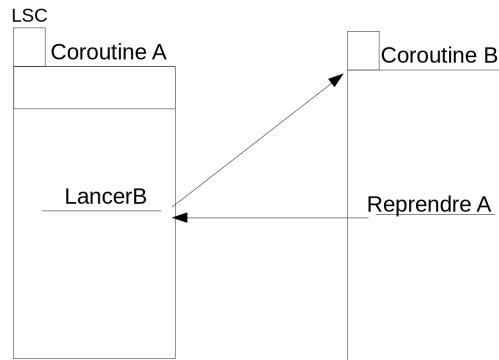 LSC
Coroutine A
Coroutine B
LancerB
Reprendre A